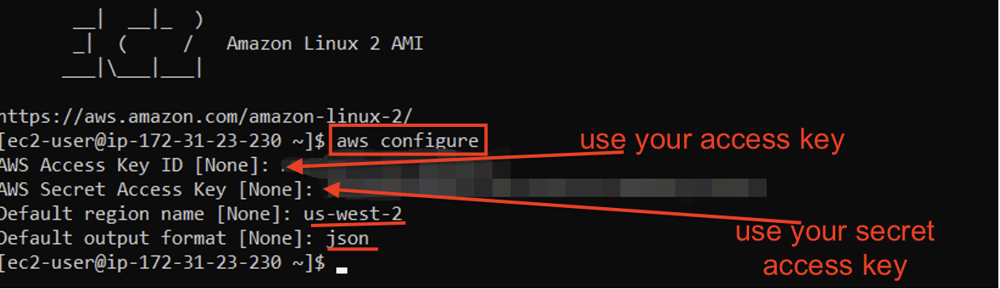 __|  __|_  )
_|  (     /   Amazon Linux 2 AMI
___|\___|___|
https://aws.amazon.com/amazon-linux-2/
[ec2-user@ip-172-31-23-230 ~]$ aws configure
use your access key
AWS Access Key ID [None]:
AWS Secret Access Key [None]:
Default region name [None]: us-west-2
use your secret
access key
Default output format [None]: json
[ec2-user@ip-172-31-23-230 ~]$